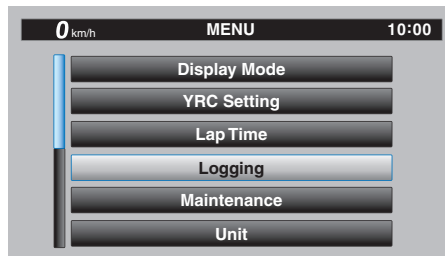 0 km/h MENU 10:00
Display Mode
YRC Setting
Lap Time
Logging
Maintenance
Unit